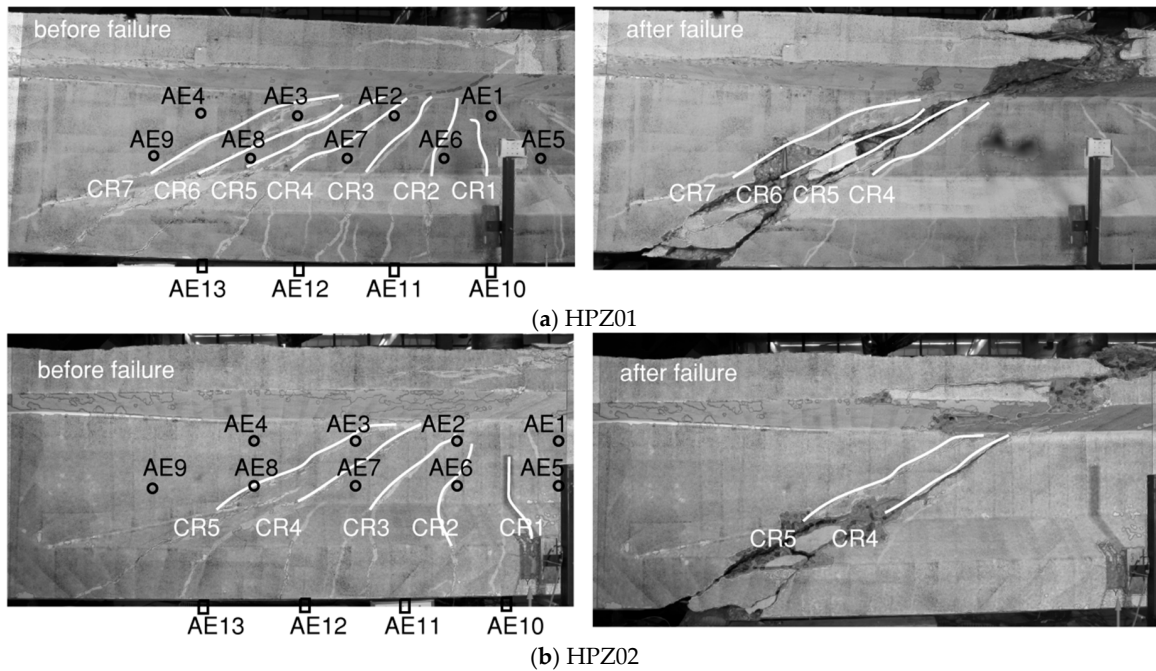 before failure
after failure
AE4 AE3 AE2 AE1
AE9 AE8 AE7 AE6 AE5
CR7 CR6 CR5 CR4 CR3 CR2 CR1
CR7 CR6 CR5 CR4
AE13 AE12 AE11 AE10
(a) HPZ01
before failure
after failure
AE4 AE3 AE2 AE1
AE9 AE8 AE7 AE6 AE5
CR5 CR4 CR3 CR2 CR1
CR5 CR4
AE13 AE12 AE11 AE10
(b) HPZ02